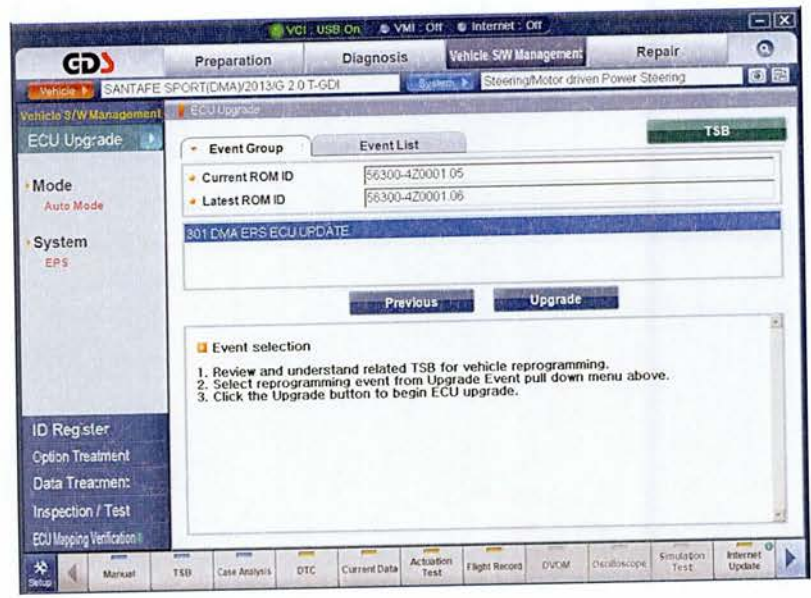 VCI : USB On VMI : Off Internet : Off
GDS Preparation Diagnosis Vehicle S/W Management Repair
Vehicle SANTAFE SPORT(DMA)/2013/G 2.0 T-GDI System Steering/Motor driven Power Steering
Vehicle S/W Management
ECU Upgrade
ECU Upgrade
TSB
Event Group Event List
Current ROM ID 56300-4Z0001.05
Latest ROM ID 56300-4Z0001.06
Mode
Auto Mode
System
EPS
301 DMA ERS ECU UPDATE
Previous Upgrade
Event selection
1. Review and understand related TSB for vehicle reprogramming.
2. Select reprogramming event from Upgrade Event pull down menu above.
3. Click the Upgrade button to begin ECU upgrade.
ID Register
Option Treatment
Data Treatment
Inspection / Test
ECU Mapping Verification
Setup Manual TSB Case Analysis DTC Current Data Actuation Test Flight Record DVOM Oscilloscope Simulation Test Internet Update